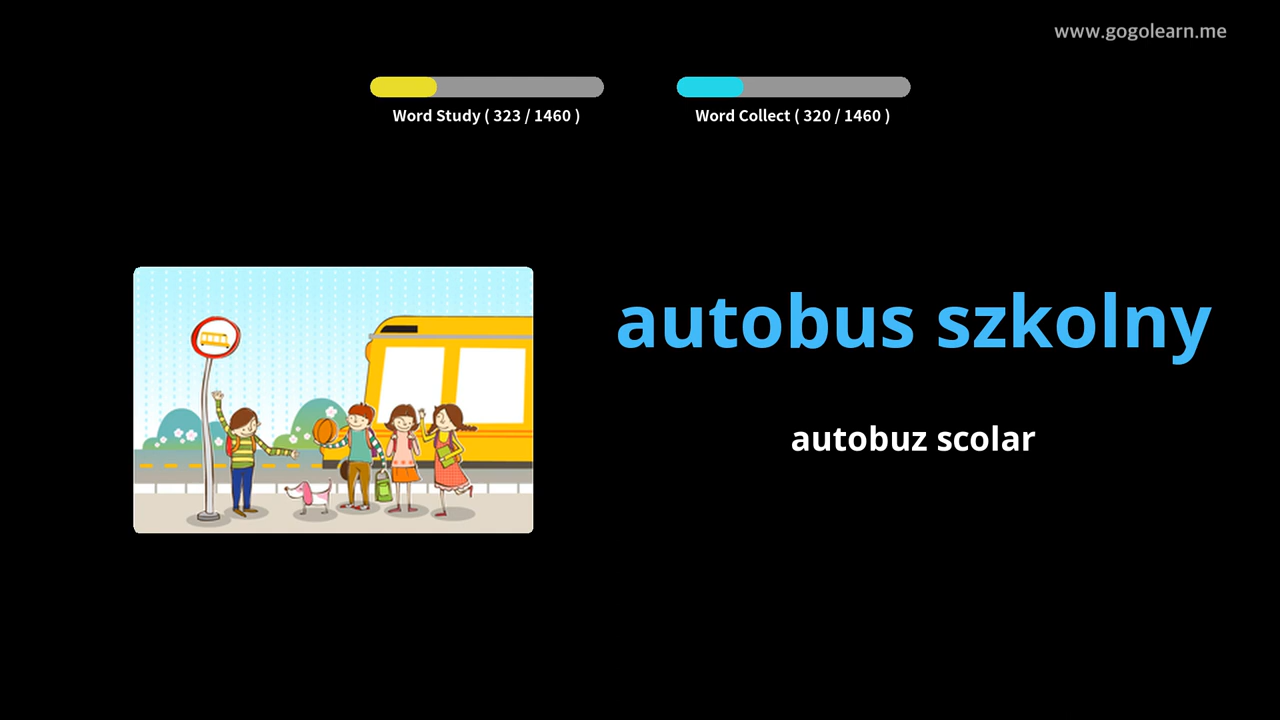 www.gogolearn.me
Word Study ( 323 / 1460 )
Word Collect ( 320 / 1460 )
autobus szkolny
autobuz scolar